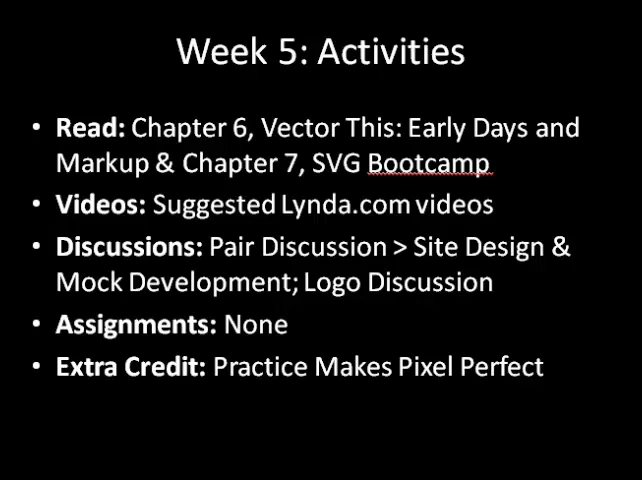 Week 5: Activities
• Read: Chapter 6, Vector This: Early Days and
Markup & Chapter 7, SVG Bootcamp
• Videos: Suggested Lynda.com videos
• Discussions: Pair Discussion > Site Design &
Mock Development; Logo Discussion
• Assignments: None
• Extra Credit: Practice Makes Pixel Perfect